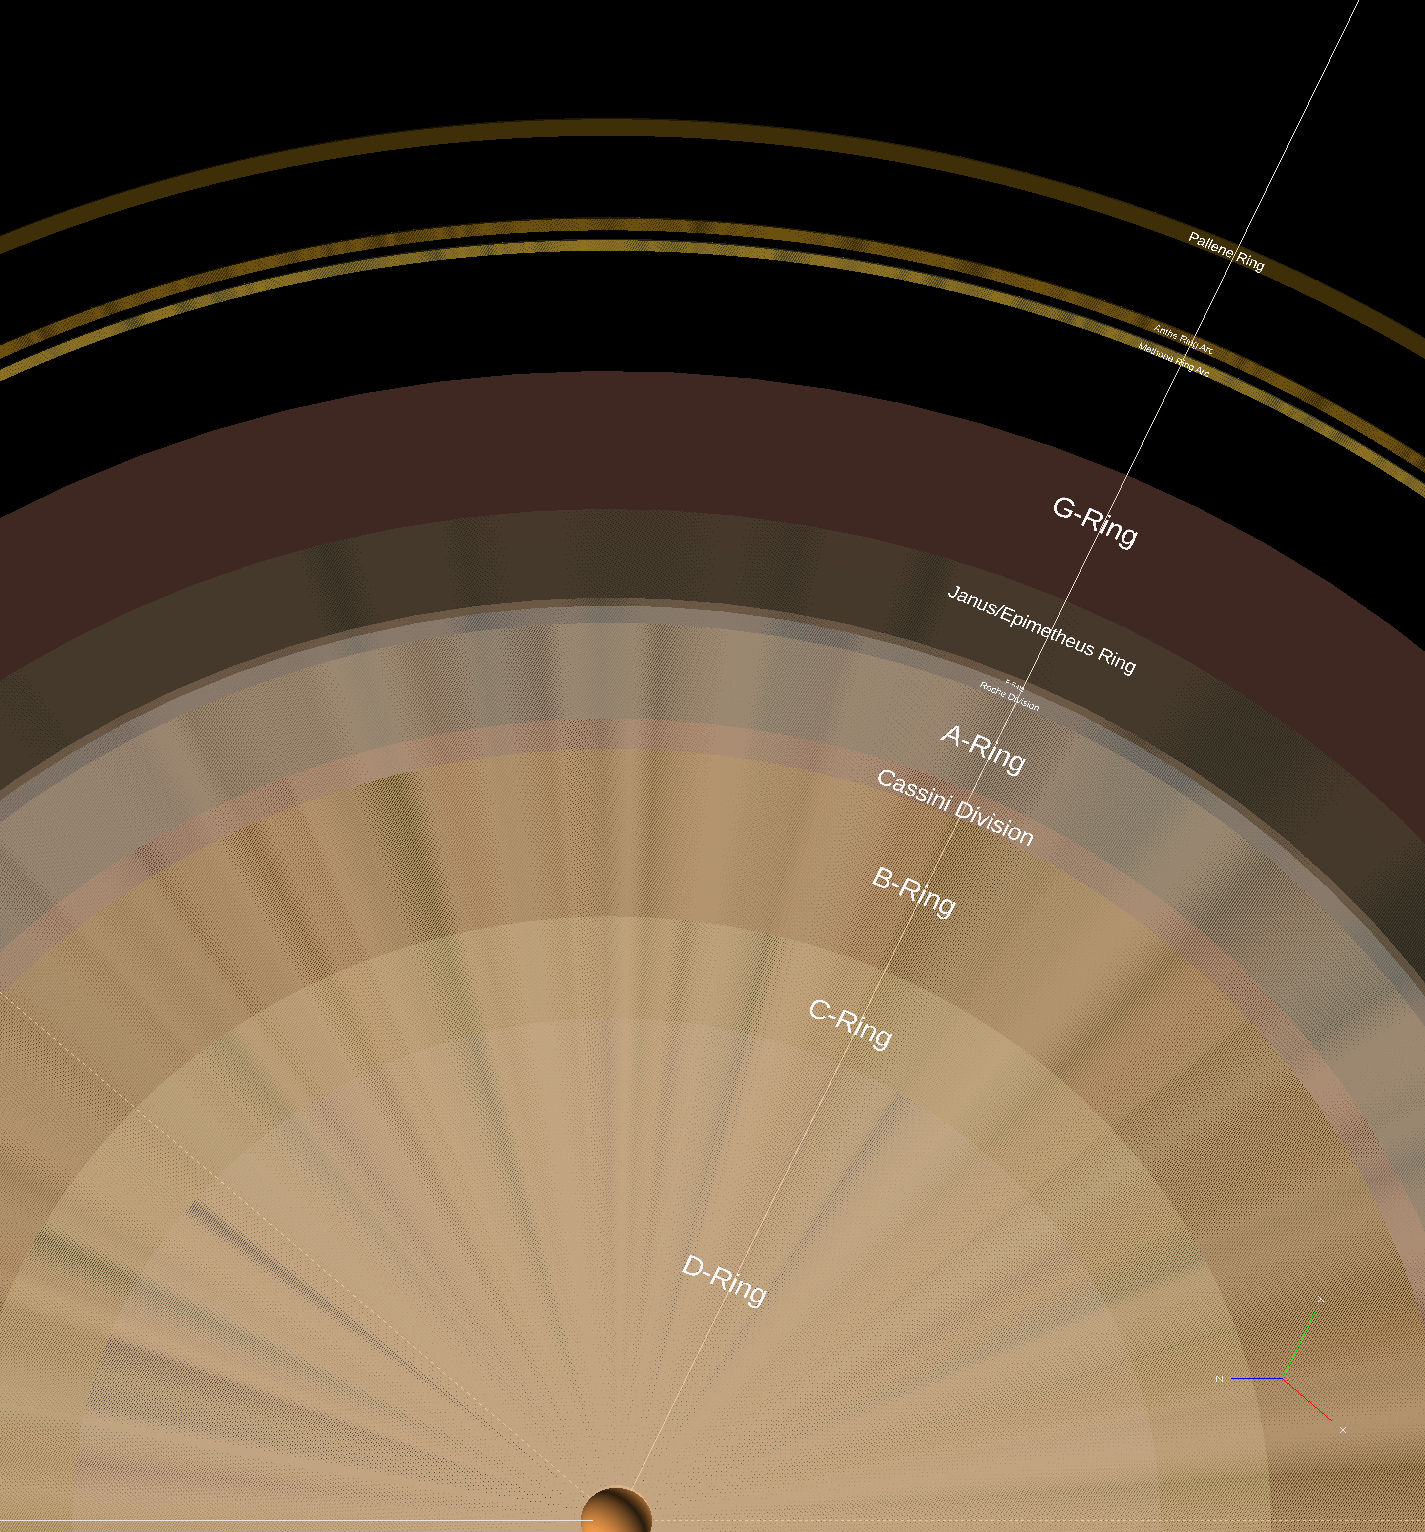 Pallene Ring
Anthe Ring Arc
Methone Ring Arc
G-Ring
Janus/Epimetheus Ring
F-Ring
Roche Division
A-Ring
Cassini Division
B-Ring
C-Ring
D-Ring
Y
Z
X